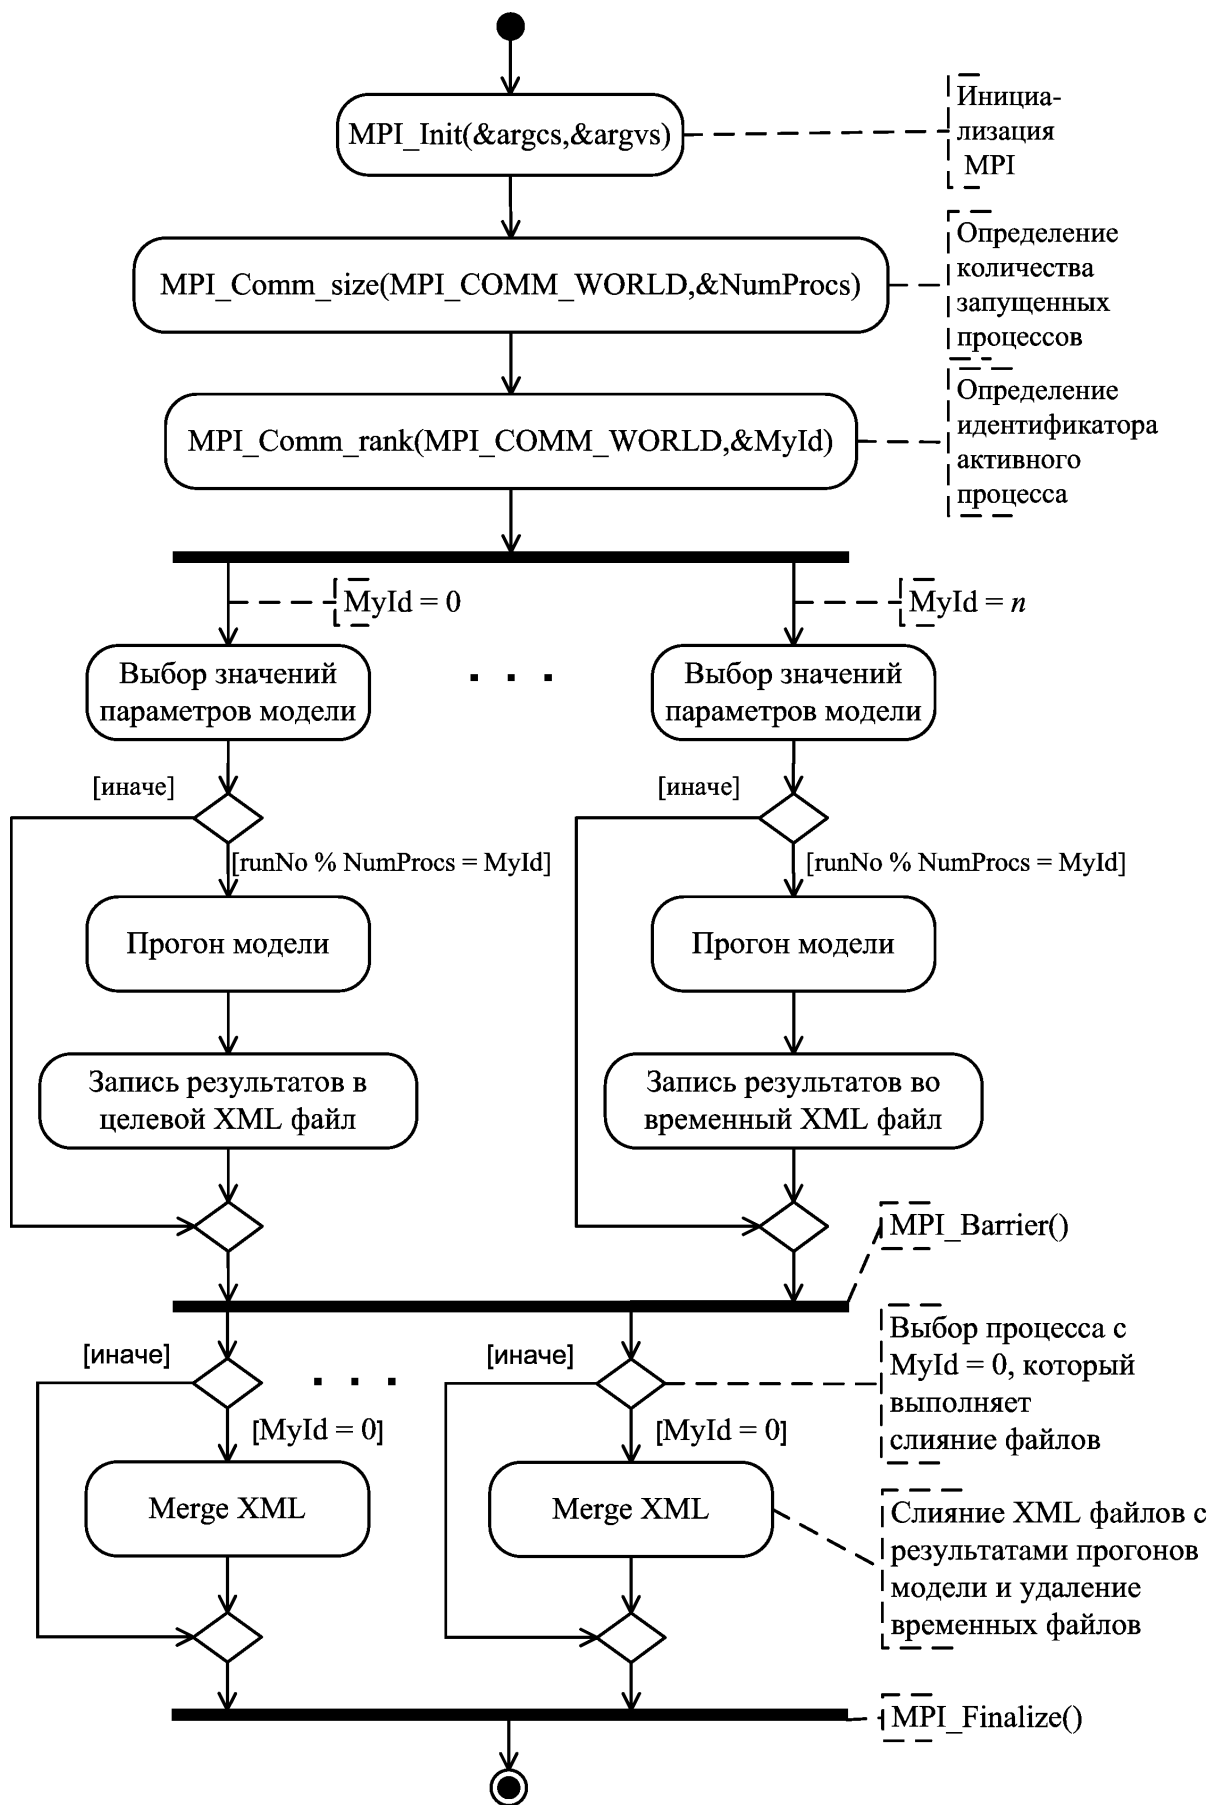 MPI_Init(&argcs,&argvs)
Инициа-
лизация
MPI
MPI_Comm_size(MPI_COMM_WORLD,&NumProcs)
Определение
количества
запущенных
процессов
MPI_Comm_rank(MPI_COMM_WORLD,&MyId)
Определение
идентификатора
активного
процесса
MyId = 0
MyId = n
Выбор значений
параметров модели
. . .
Выбор значений
параметров модели
[иначе]
[runNo % NumProcs = MyId]
[иначе]
[runNo % NumProcs = MyId]
Прогон модели
Прогон модели
Запись результатов в
целевой XML файл
Запись результатов во
временный XML файл
MPI_Barrier()
[иначе]
. . .
[иначе]
[MyId = 0]
[MyId = 0]
Выбор процесса с
MyId = 0, который
выполняет
слияние файлов
Merge XML
Merge XML
Слияние XML файлов с
результатами прогонов
модели и удаление
временных файлов
MPI_Finalize()